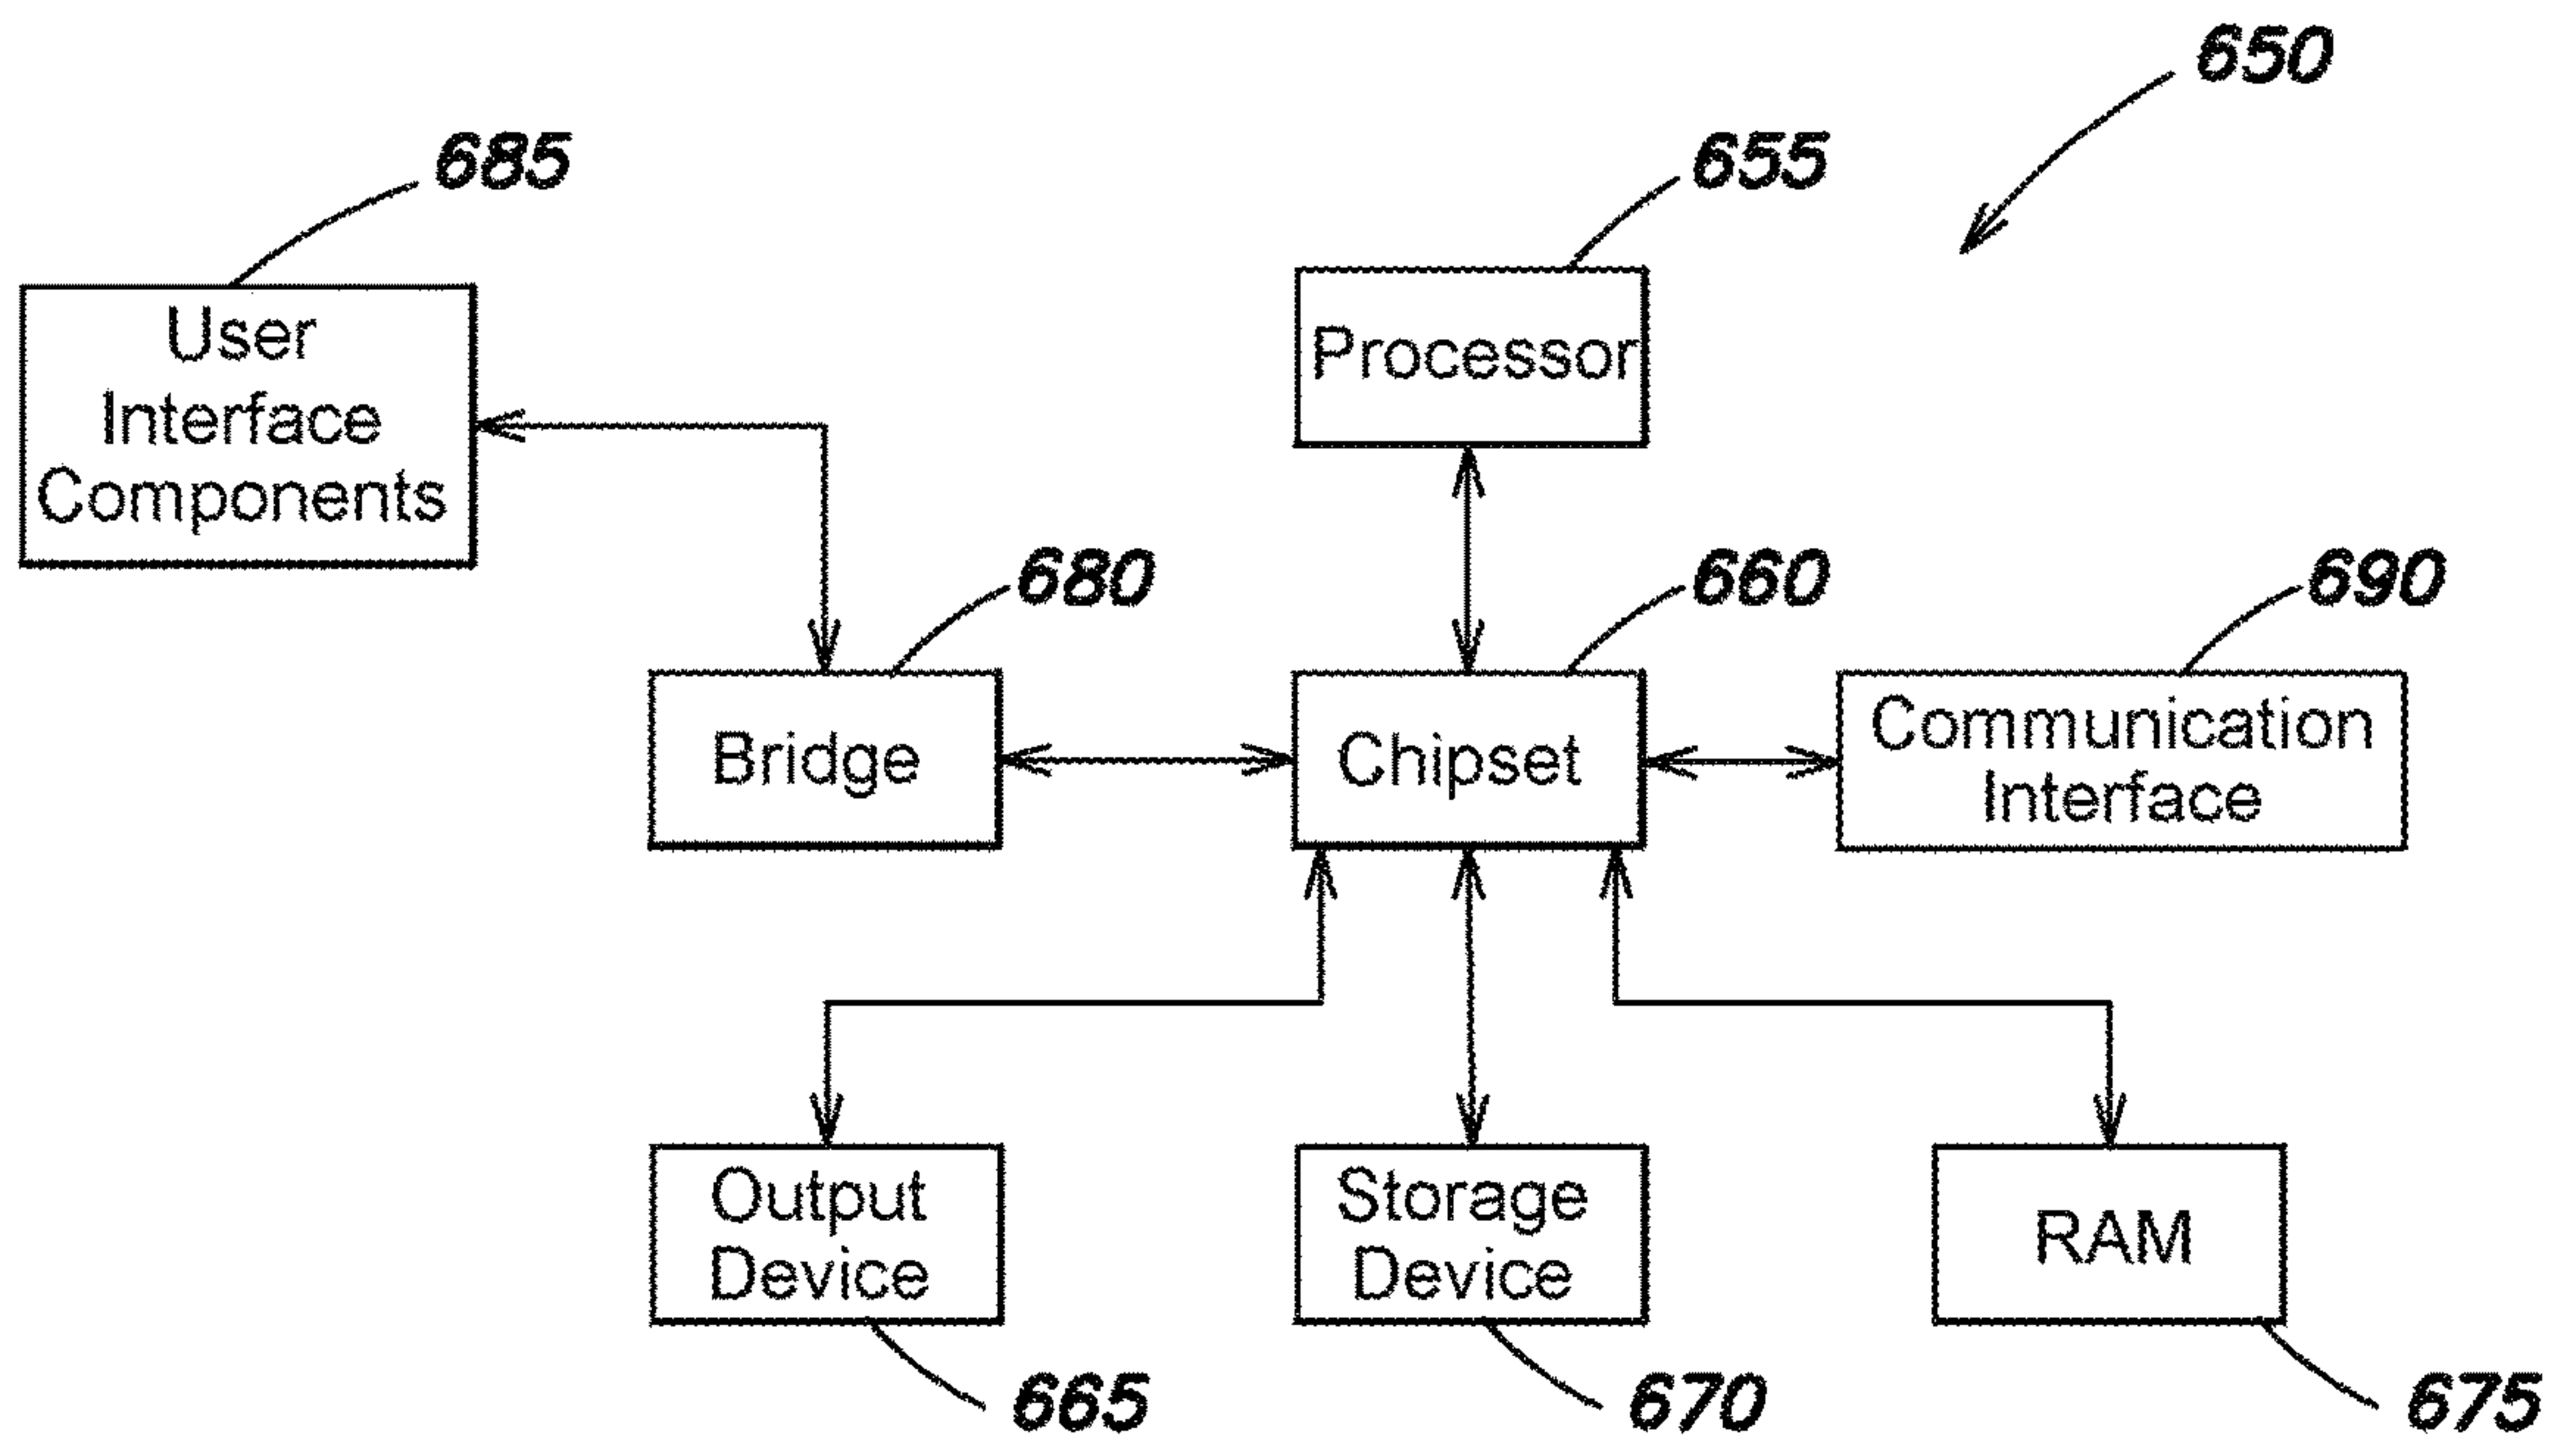 650
685
655
User
Interface
Components
Processor
680
660
690
Bridge
Chipset
Communication
Interface
Output
Device
Storage
Device
RAM
665
670
675